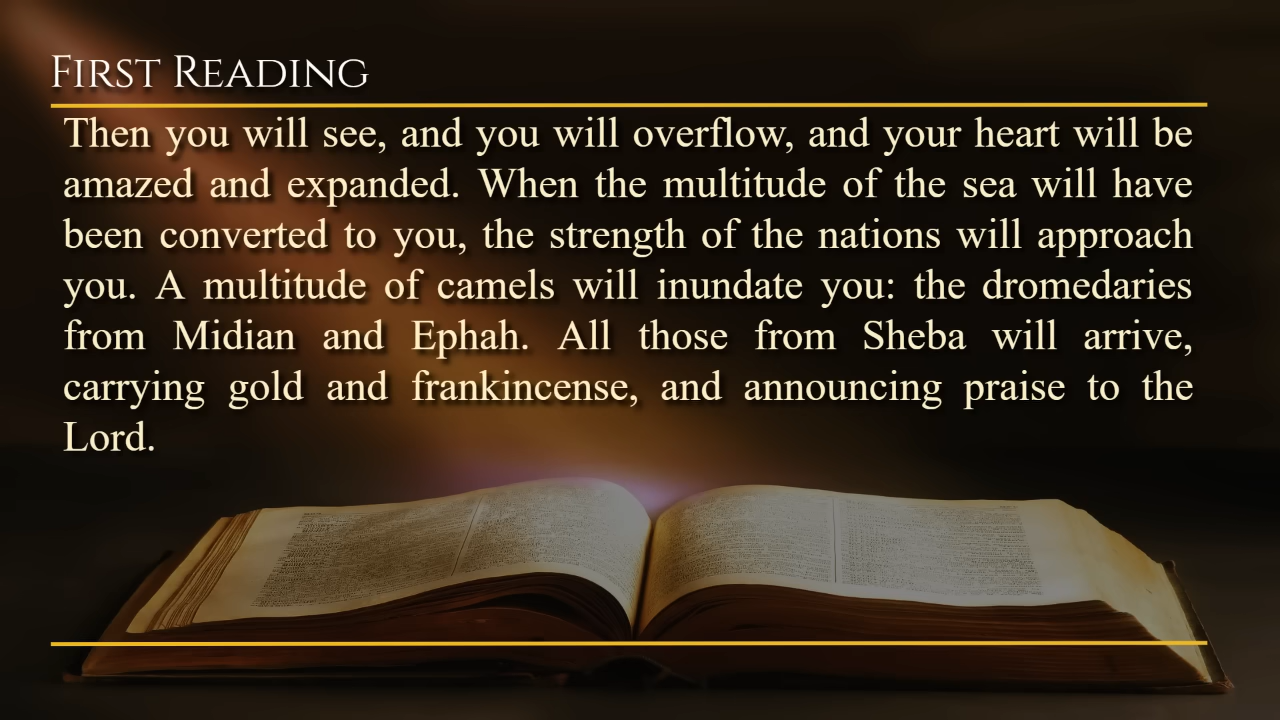 First Reading
Then you will see, and you will overflow, and your heart will be
amazed and expanded. When the multitude of the sea will have
been converted to you, the strength of the nations will approach
you. A multitude of camels will inundate you: the dromedaries
from Midian and Ephah. All those from Sheba will arrive,
carrying gold and frankincense, and announcing praise to the
Lord.